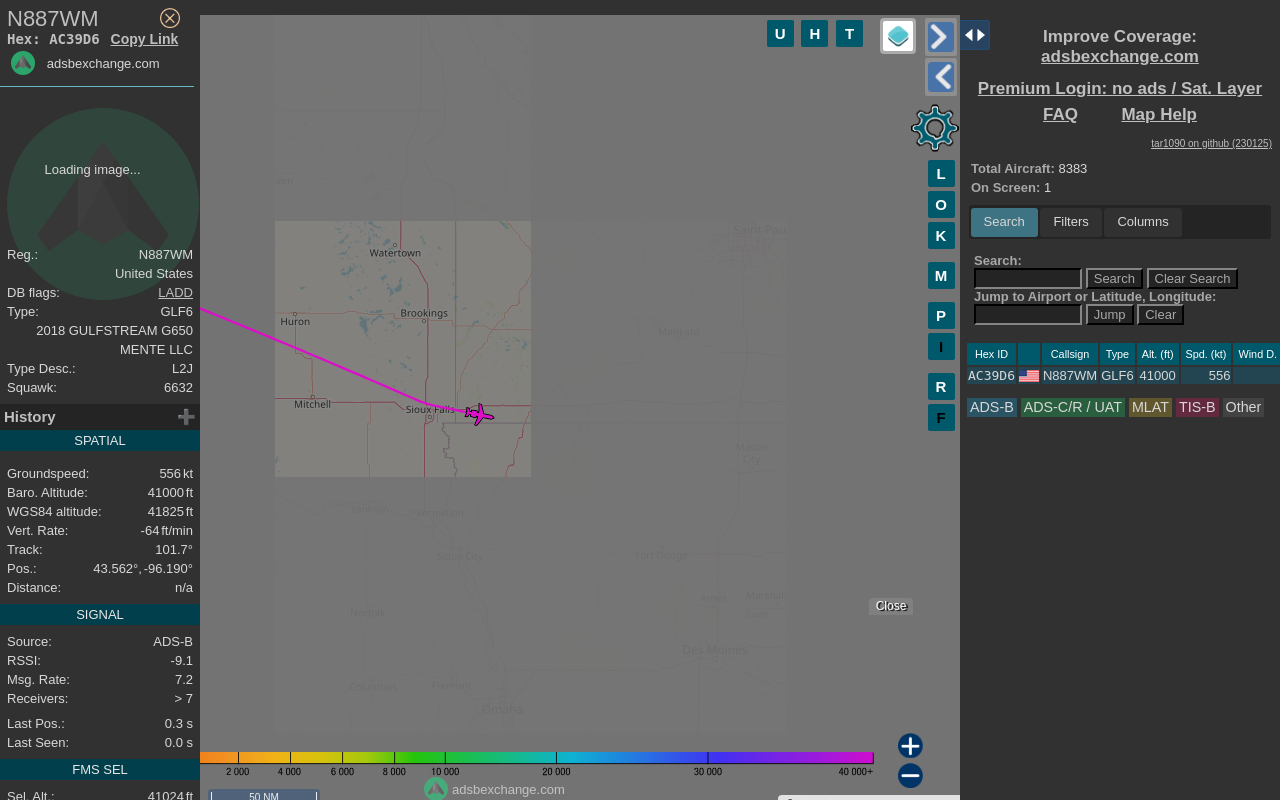 N887WM
Hex: AC39D6 Copy Link
adsbexchange.com
Loading image...
Reg.: N887WM
United States
DB flags: LADD
Type: GLF6
2018 GULFSTREAM G650
MENTE LLC
Type Desc.: L2J
Squawk: 6632
History
SPATIAL
Groundspeed: 556 kt
Baro. Altitude: 41000 ft
WGS84 altitude: 41825 ft
Vert. Rate: -64 ft/min
Track: 101.7°
Pos.: 43.562°, -96.190°
Distance: n/a
SIGNAL
Source: ADS-B
RSSI: -9.1
Msg. Rate: 7.2
Receivers: > 7
Last Pos.: 0.3 s
Last Seen: 0.0 s
FMS SEL
Sel. Alt.: 41024 ft
U H T
L
O
K
M
P
I
R
F
Saint Pau
Watertown
Brookings
Huron
Mankato
Mitchell
Sioux Falls
Mason
City
Vermillion
Sioux City
Fort Dodge
Ames
Marshall
Norfolk
Des Moines
Columbus
Fremont
Omaha
Close
2 000 4 000 6 000 8 000 10 000 20 000 30 000 40 000+
adsbexchange.com
50 NM
Improve Coverage:
adsbexchange.com
Premium Login: no ads / Sat. Layer
FAQ Map Help
tar1090 on github (230125)
Total Aircraft: 8383
On Screen: 1
Search Filters Columns
Search:
Search Clear Search
Jump to Airport or Latitude, Longitude:
Jump Clear
Hex ID Callsign Type Alt. (ft) Spd. (kt) Wind D.
AC39D6 N887WM GLF6 41000 556
ADS-B ADS-C/R / UAT MLAT TIS-B Other